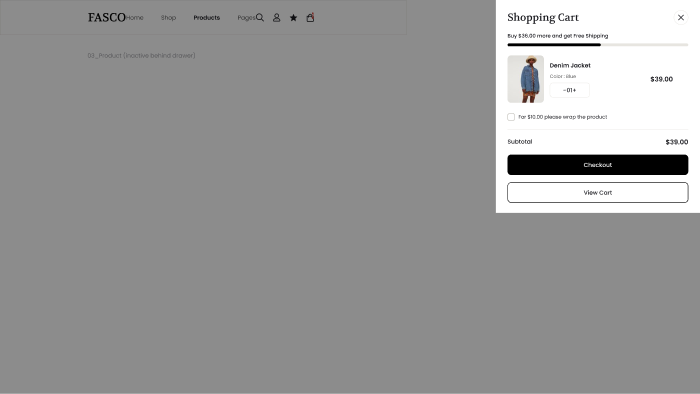 FASCO Home Shop Products Pages
03_Product (inactive behind drawer)
Shopping Cart
Buy $36.00 more and get Free Shipping
Denim Jacket
Color : Blue
-01+
$39.00
For $10.00 please wrap the product
Subtotal $39.00
Checkout
View Cart